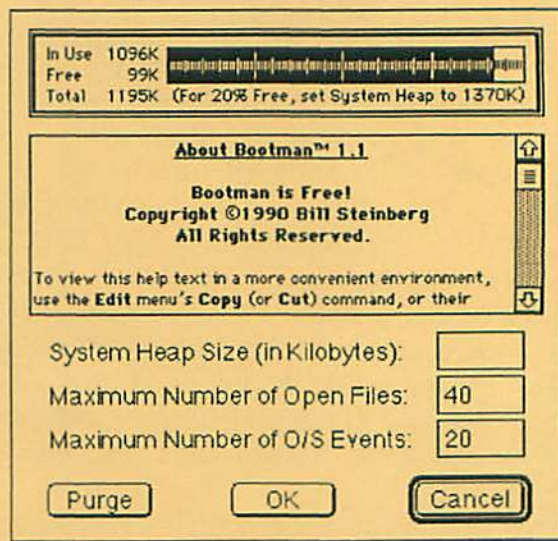 In Use 1096K
Free 99K
Total 1195K (For 20% Free, set System Heap to 1370K)
About Bootman™ 1.1
Bootman is Free!
Copyright ©1990 Bill Steinberg
All Rights Reserved.
To view this help text in a more convenient environment,
use the Edit menu's Copy (or Cut) command, or their
System Heap Size (in Kilobytes):
Maximum Number of Open Files: 40
Maximum Number of O/S Events: 20
Purge OK Cancel